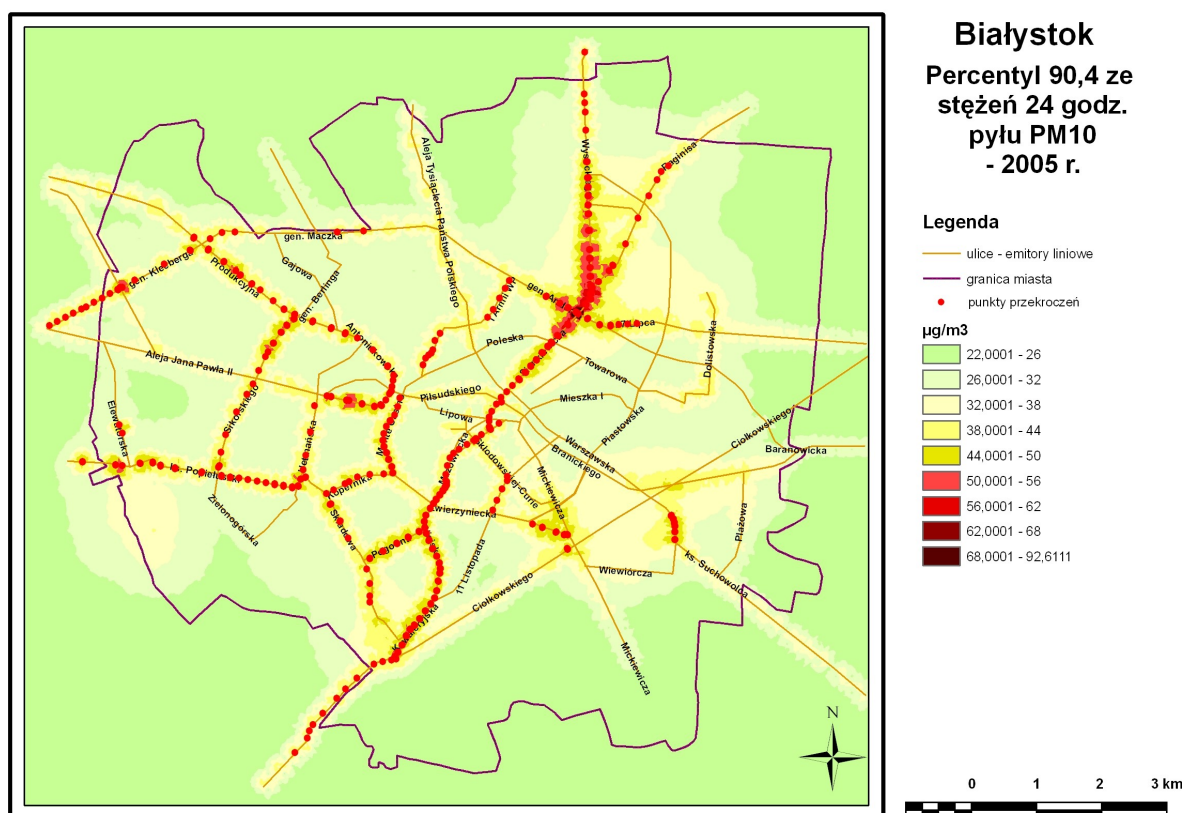 Białystok
Percentyl 90,4 ze
stężeń 24 godz.
pyłu PM10
- 2005 r.
Legenda
ulice - emitory liniowe
granica miasta
punkty przekroczeń
µg/m3
22,0001 - 26
26,0001 - 32
32,0001 - 38
38,0001 - 44
44,0001 - 50
50,0001 - 56
56,0001 - 62
62,0001 - 68
68,0001 - 92,6111
0 1 2 3 km
N
Aleja Tysiąclecia Państwa Polskiego
gen. Maczka
gen. Kleeberga
Produkcyjna
Gajowa
gen. Berlinga
Aleja Jana Pawła II
Poleska
Towarowa
Dolistowska
Piłsudskiego
Mieszka I
Lipowa
Piastowska
Ciołkowskiego
Elewatorska
Sikorskiego
Warszawska
Branickiego
Baranowicka
Mickiewicza
Kopernika
Zielonogórska
11 Listopada
Plażowa
Wiewiórcza
ks. Suchowolca
Ciołkowskiego
Mickiewicza